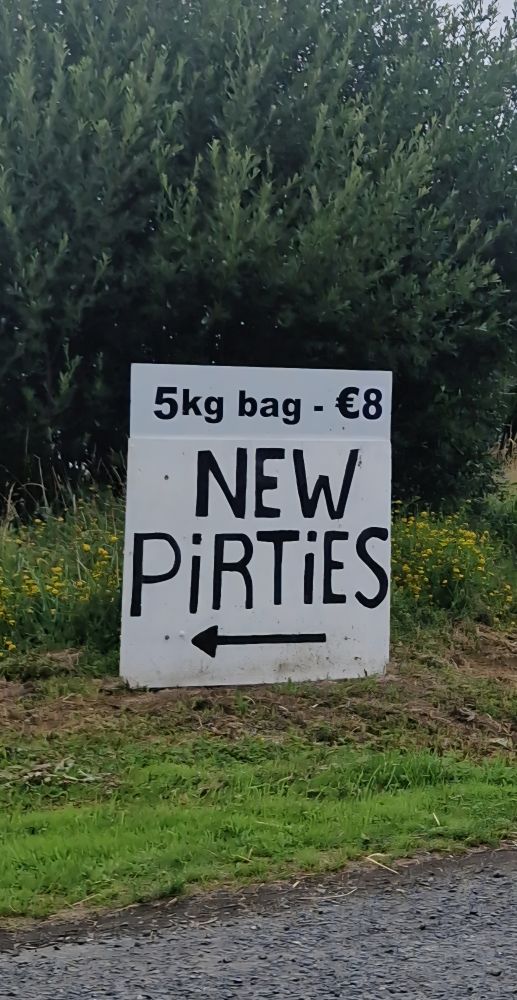 5kg bag - €8
NEW
PiRTiES